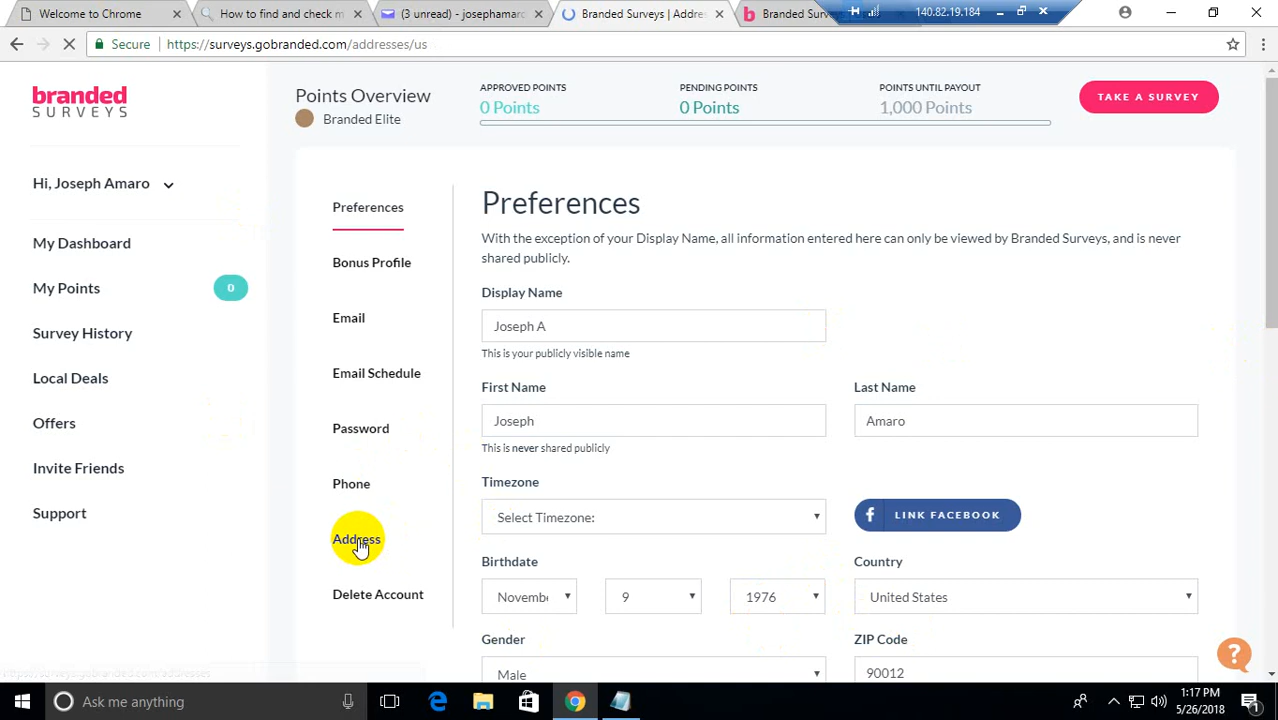 Welcome to Chrome
How to find and check m
(3 unread) - josephamarc
Branded Surveys | Addre
Branded Sur
140.82.19.184
Secure
https://surveys.gobranded.com/addresses/us
branded
SURVEYS
Points Overview
Branded Elite
APPROVED POINTS
0 Points
PENDING POINTS
0 Points
POINTS UNTIL PAYOUT
1,000 Points
TAKE A SURVEY
Hi, Joseph Amaro
My Dashboard
My Points
0
Survey History
Local Deals
Offers
Invite Friends
Support
Preferences
Bonus Profile
Email
Email Schedule
Password
Phone
Address
Delete Account
Preferences
With the exception of your Display Name, all information entered here can only be viewed by Branded Surveys, and is never
shared publicly.
Display Name
Joseph A
This is your publicly visible name
First Name
Last Name
Joseph
Amaro
This is never shared publicly
Timezone
Select Timezone:
f LINK FACEBOOK
Birthdate
Country
Novembe
9
1976
United States
Gender
ZIP Code
Male
90012
?
Ask me anything
1:17 PM
5/26/2018
1